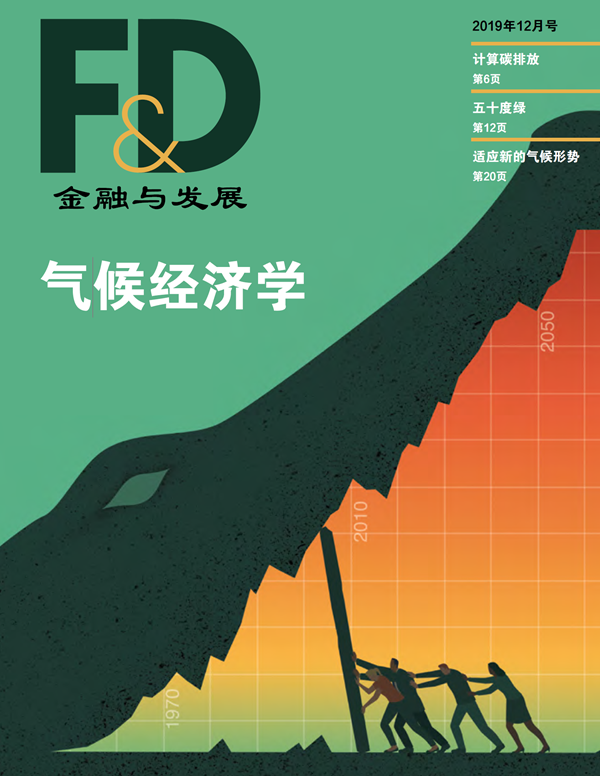 F&D
金融与发展
2019年12月号
计算碳排放
第6页
五十度绿
第12页
适应新的气候形势
第20页
气候经济学
2050
2010
1970